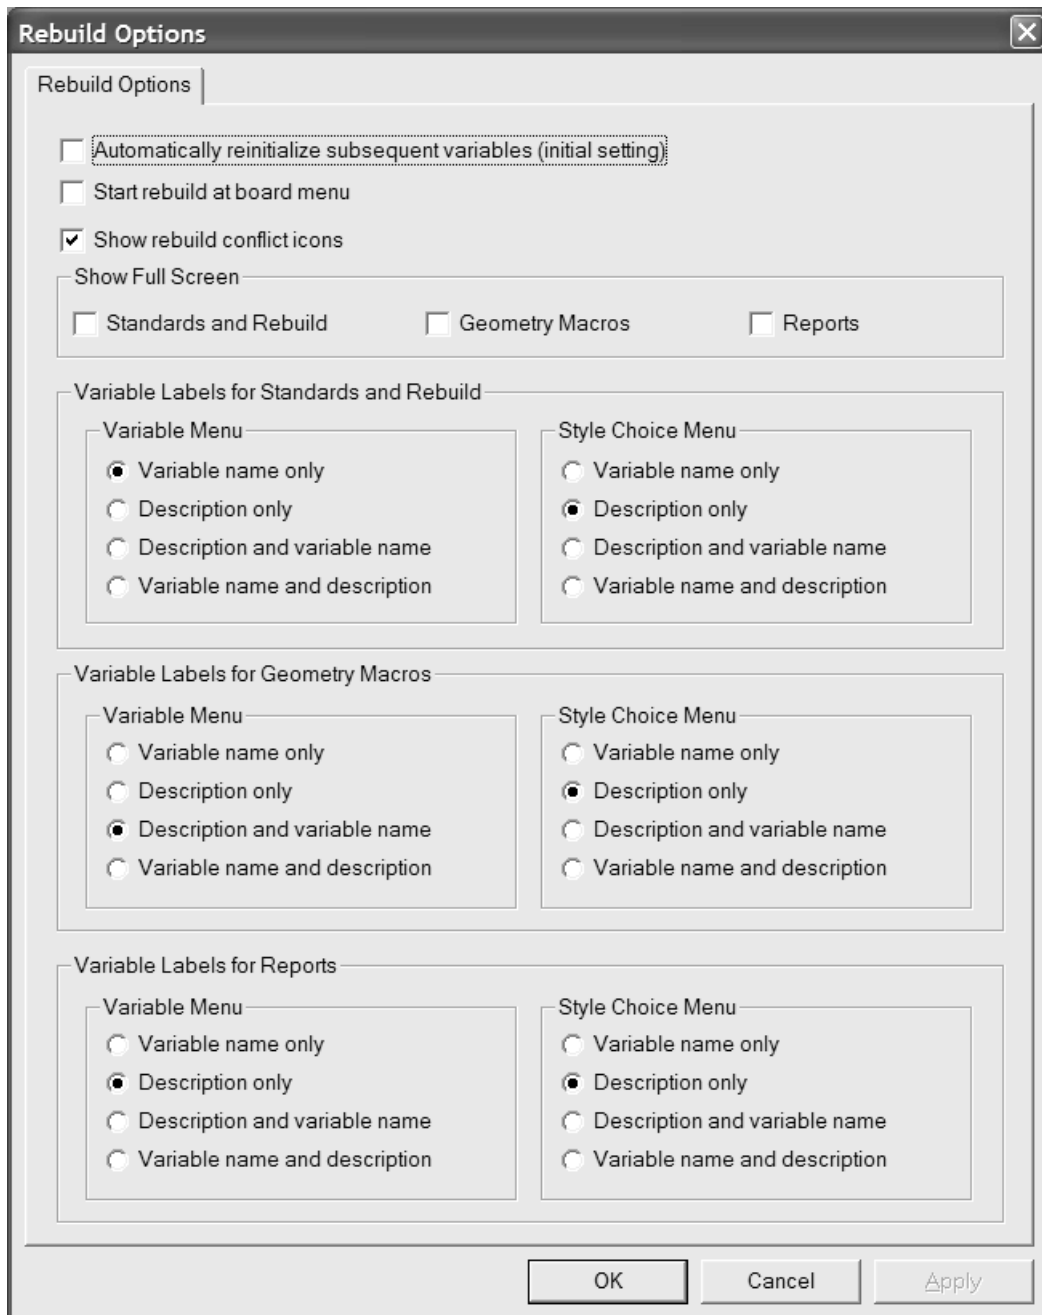 Rebuild Options
Rebuild Options
Automatically reinitialize subsequent variables (initial setting)
Start rebuild at board menu
Show rebuild conflict icons
Show Full Screen
Standards and Rebuild Geometry Macros Reports
Variable Labels for Standards and Rebuild
Variable Menu Style Choice Menu
Variable name only Variable name only
Description only Description only
Description and variable name Description and variable name
Variable name and description Variable name and description
Variable Labels for Geometry Macros
Variable Menu Style Choice Menu
Variable name only Variable name only
Description only Description only
Description and variable name Description and variable name
Variable name and description Variable name and description
Variable Labels for Reports
Variable Menu Style Choice Menu
Variable name only Variable name only
Description only Description only
Description and variable name Description and variable name
Variable name and description Variable name and description
OK Cancel Apply